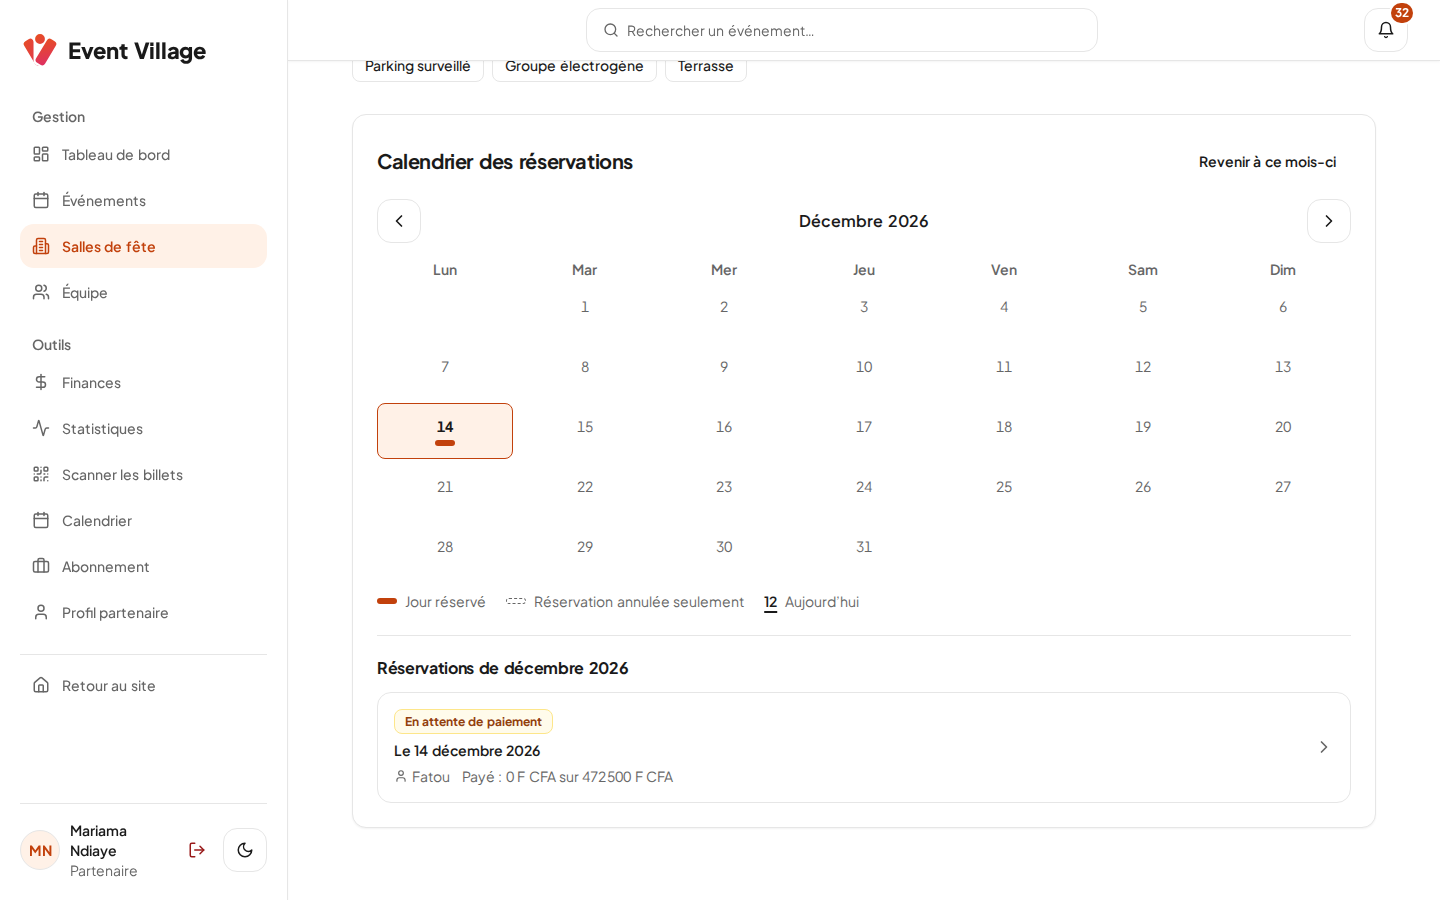 Event Village
Rechercher un événement…
32
Parking surveillé
Groupe électrogène
Terrasse
Gestion
Tableau de bord
Événements
Salles de fête
Équipe
Outils
Finances
Statistiques
Scanner les billets
Calendrier
Abonnement
Profil partenaire
Retour au site
MN
Mariama
Ndiaye
Partenaire
Calendrier des réservations
Revenir à ce mois-ci
Décembre 2026
Lun Mar Mer Jeu Ven Sam Dim
1 2 3 4 5 6
7 8 9 10 11 12 13
14 15 16 17 18 19 20
21 22 23 24 25 26 27
28 29 30 31
Jour réservé
Réservation annulée seulement
12 Aujourd’hui
Réservations de décembre 2026
En attente de paiement
Le 14 décembre 2026
Fatou Payé : 0 F CFA sur 472 500 F CFA